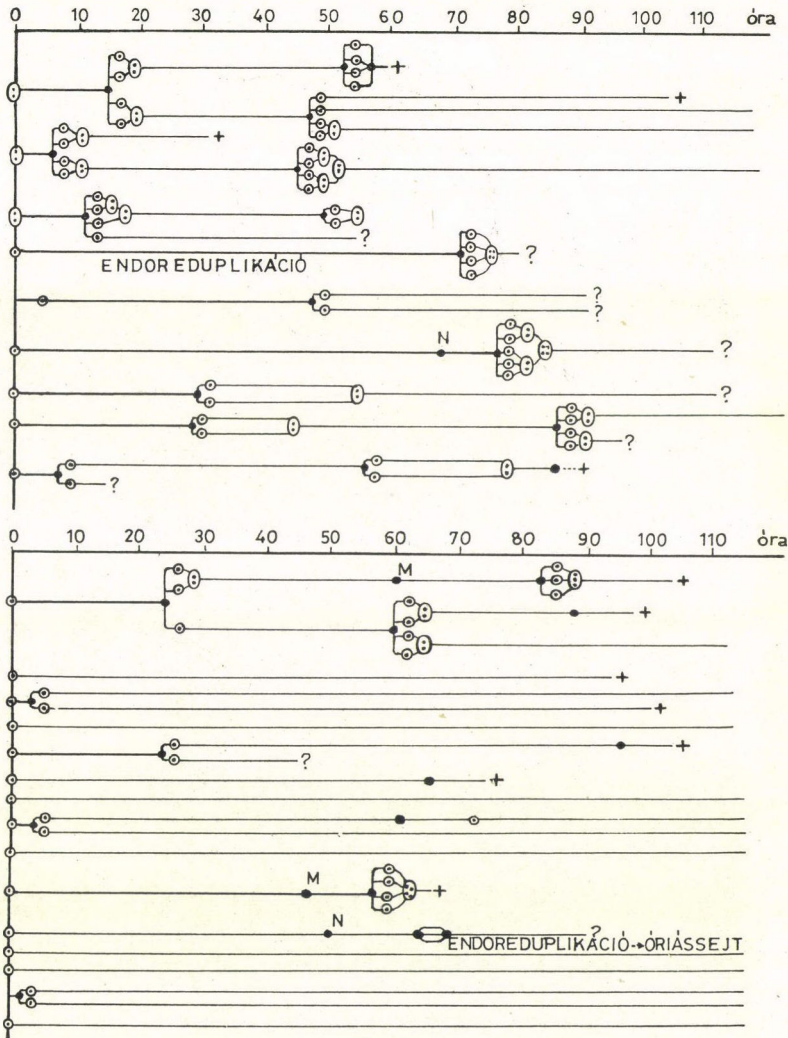 0 10 20 30 40 50 60 70 80 90 100 110 óra
+
+
+
?
?
ENDOREDUPLIKÁCIÓ
?
?
N
?
?
?
+
?
0 10 20 30 40 50 60 70 80 90 100 110 óra
M
+
+
+
+
+
?
+
M
+
N
?
ENDOREDUPLIKÁCIÓ→ÓRIÁSSEJT